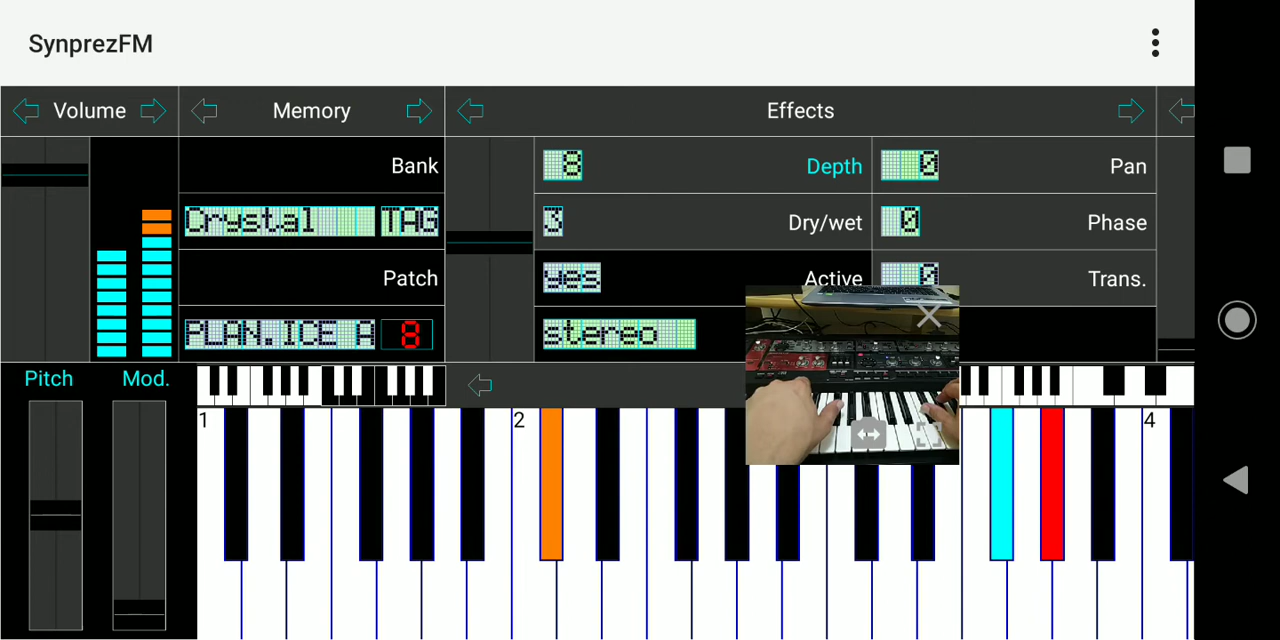 SynprezFM
Volume
Memory
Effects
Bank
Crystal TAG
Patch
PLAN.ICE A 8
8 Depth
0 Pan
3 Dry/wet
0 Phase
yes Active
0 Trans.
stereo
Pitch
Mod.
1
2
4